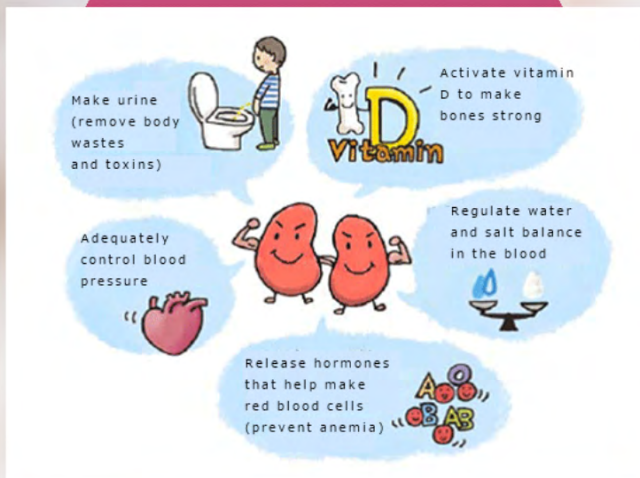 Make urine
(remove body
wastes
and toxins)
Activate vitamin
D to make
bones strong
D
Vitamin
Adequately
control blood
pressure
Regulate water
and salt balance
in the blood
Release hormones
that help make
red blood cells
(prevent anemia)
A
O
B
AB